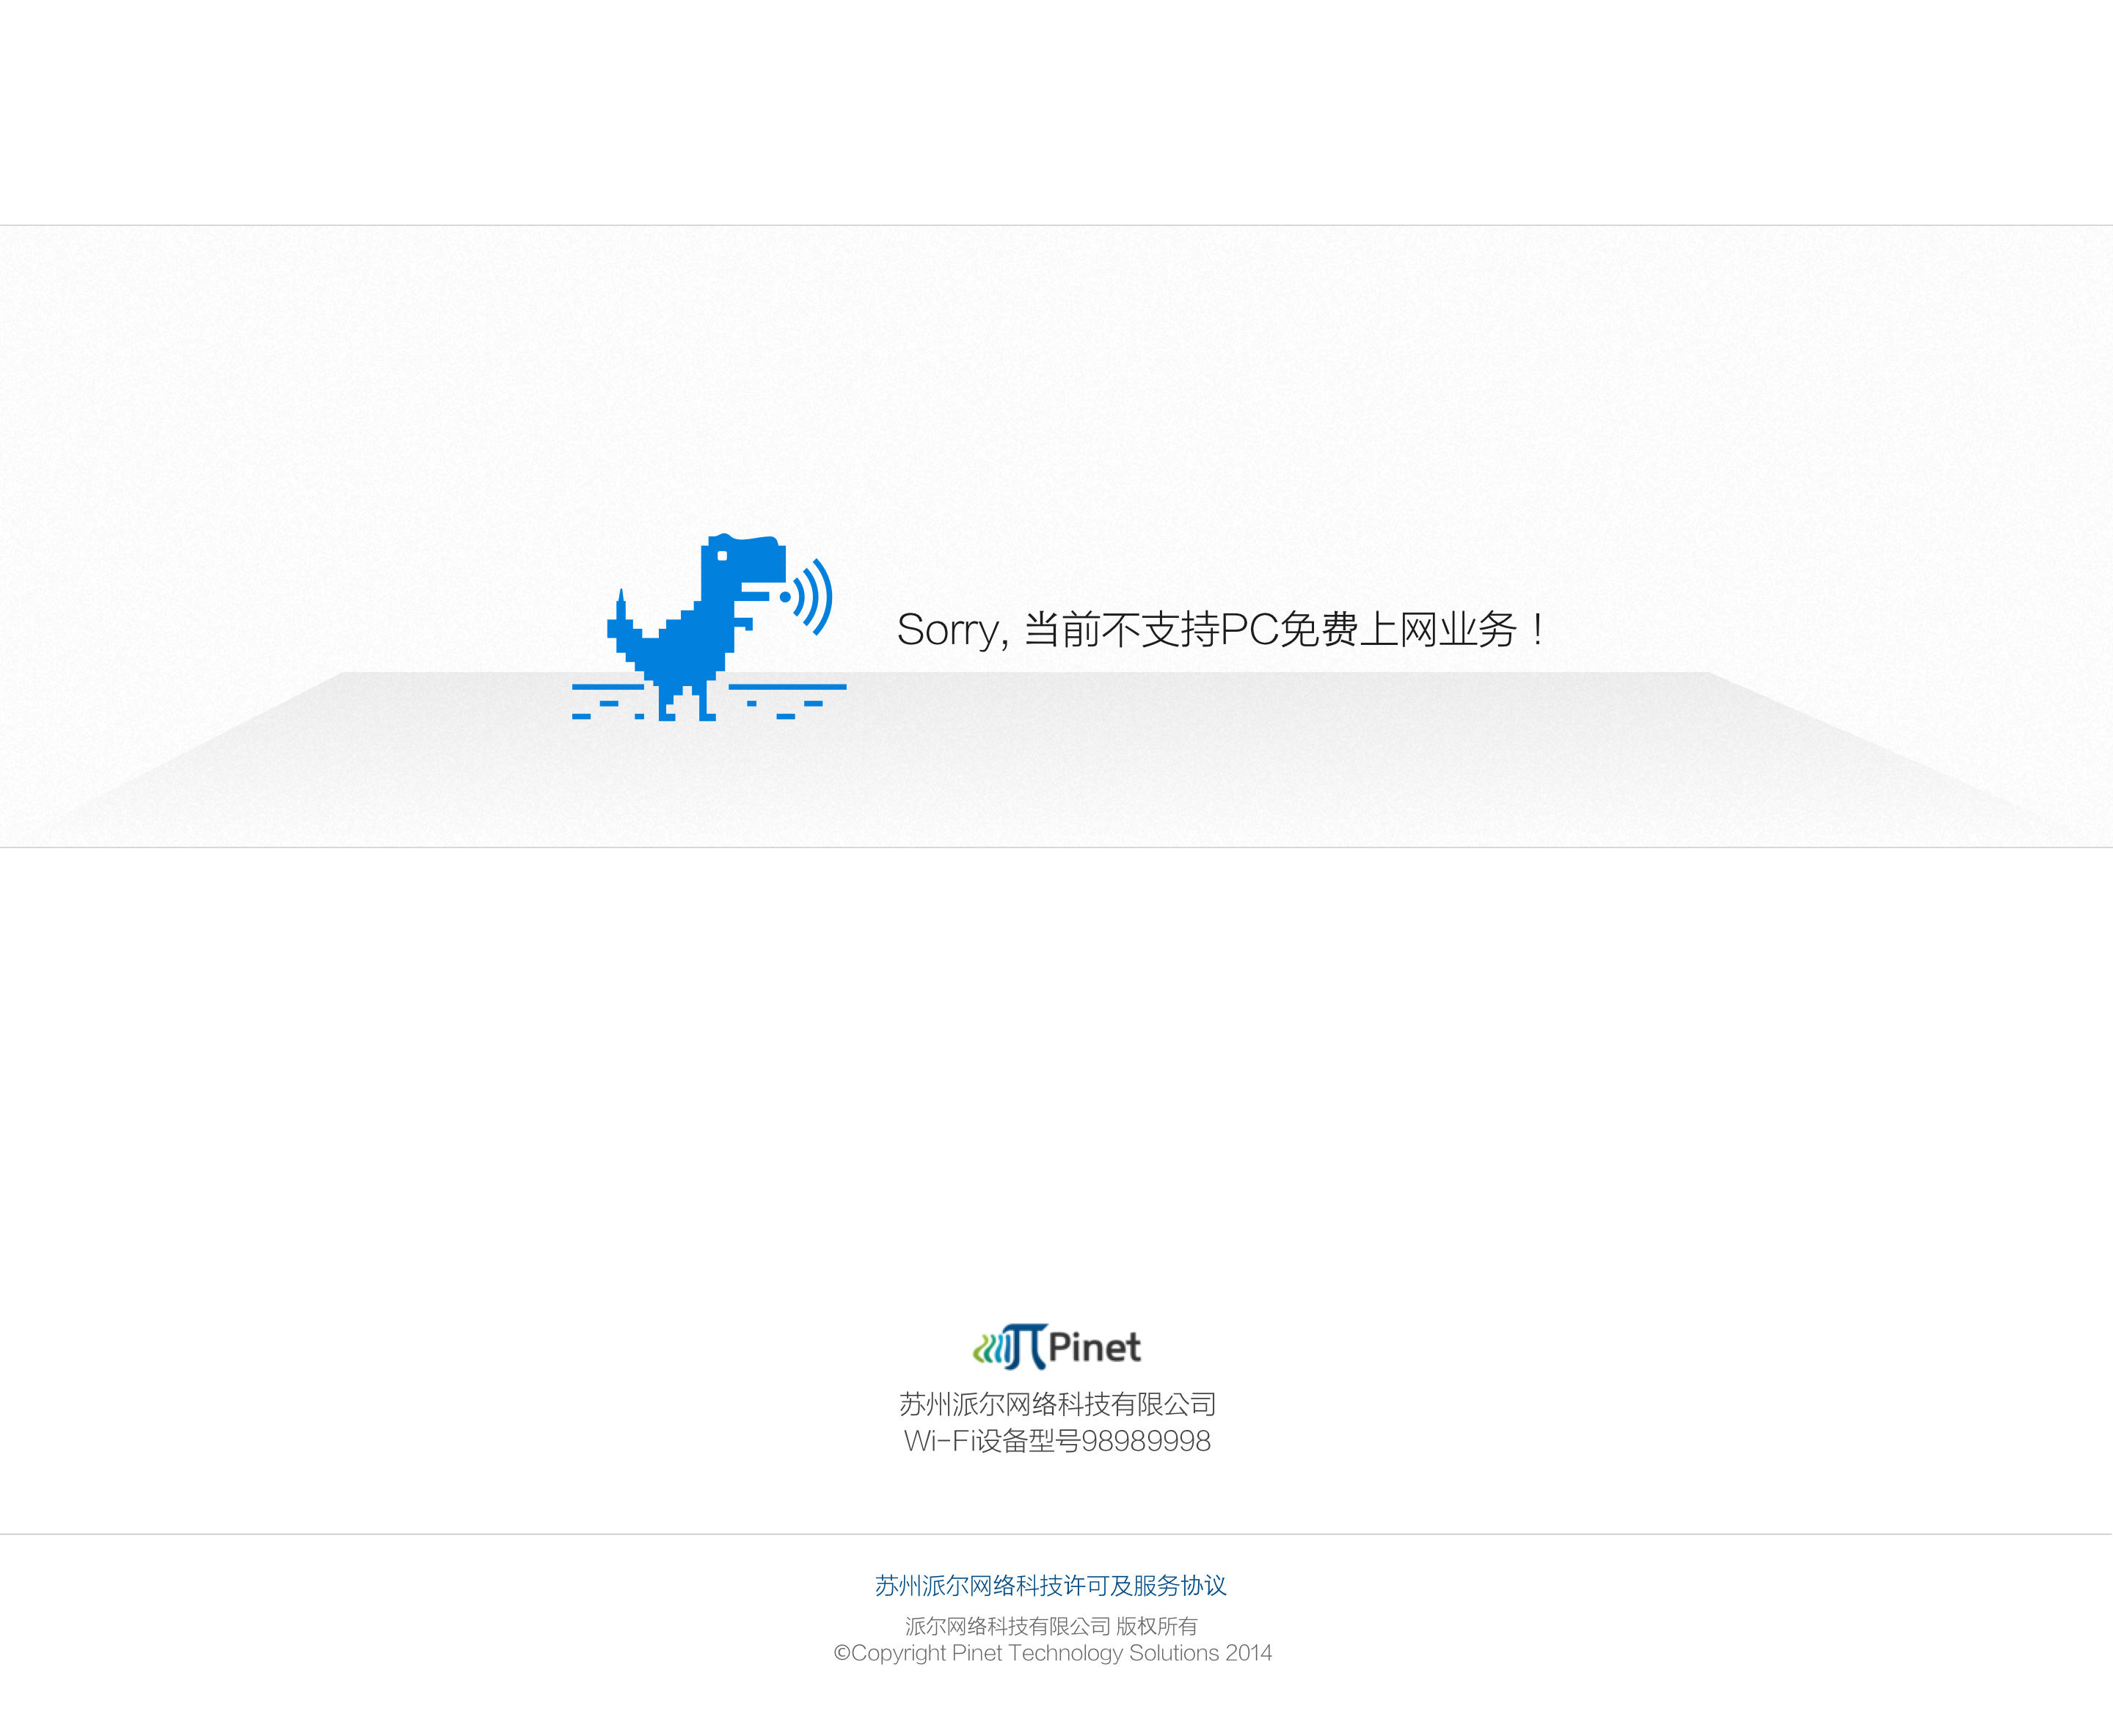 Sorry, 当前不支持PC免费上网业务！
Pinet
苏州派尔网络科技有限公司
Wi-Fi设备型号98989998
苏州派尔网络科技许可及服务协议
派尔网络科技有限公司 版权所有
©Copyright Pinet Technology Solutions 2014